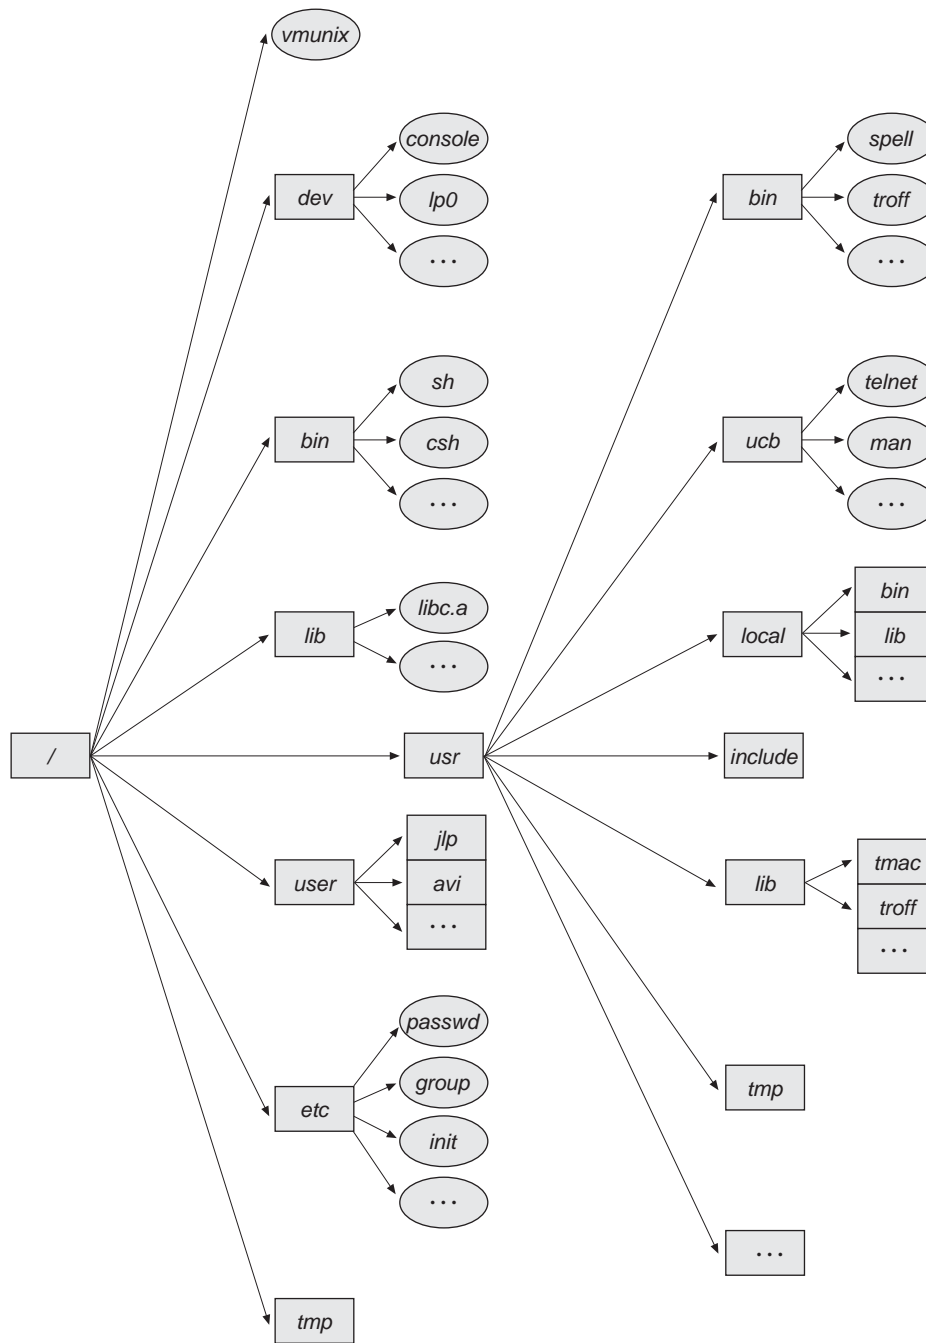 vmunix
console
dev
lp0
...
sh
bin
csh
...
libc.a
lib
...
/
usr
jlp
user
avi
...
passwd
group
etc
init
...
tmp
spell
bin
troff
...
telnet
ucb
man
...
bin
local
lib
...
include
tmac
lib
troff
...
tmp
...